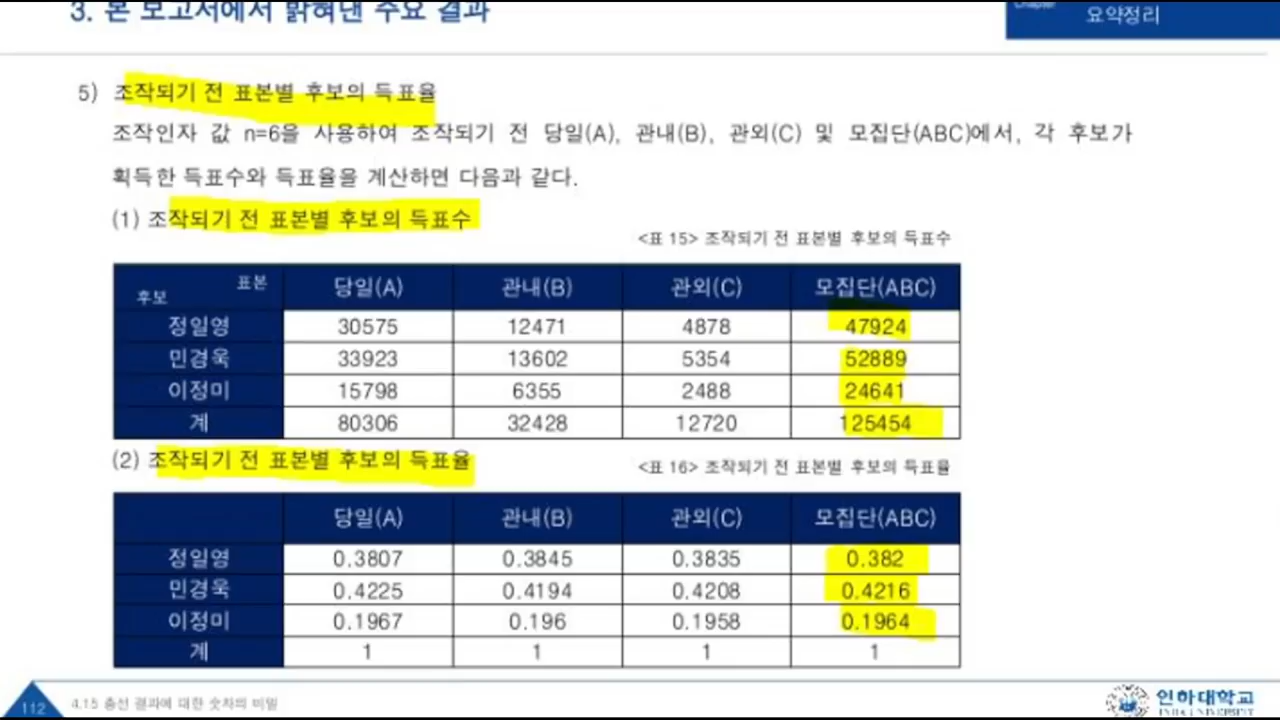 3. 본 보고서에서 밝혀낸 주요 결과
Chapter
요약정리
5) 조작되기 전 표본별 후보의 득표율
조작인자 값 n=6을 사용하여 조작되기 전 당일(A), 관내(B), 관외(C) 및 모집단(ABC)에서, 각 후보가
획득한 득표수와 득표율을 계산하면 다음과 같다.
(1) 조작되기 전 표본별 후보의 득표수
<표 15> 조작되기 전 표본별 후보의 득표수
표본 후보 당일(A) 관내(B) 관외(C) 모집단(ABC)
정일영 30575 12471 4878 47924
민경욱 33923 13602 5354 52889
이정미 15798 6355 2488 24641
계 80306 32428 12720 125454
(2) 조작되기 전 표본별 후보의 득표율
<표 16> 조작되기 전 표본별 후보의 득표율
당일(A) 관내(B) 관외(C) 모집단(ABC)
정일영 0.3807 0.3845 0.3835 0.382
민경욱 0.4225 0.4194 0.4208 0.4216
이정미 0.1967 0.196 0.1958 0.1964
계 1 1 1 1
112
4.15 총선 결과에 대한 숫자의 비밀
인하대학교
INHA UNIVERSITY